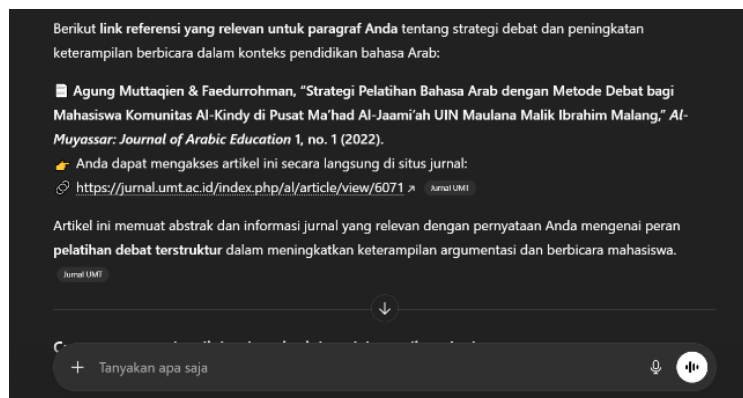 Berikut link referensi yang relevan untuk paragraf Anda tentang strategi debat dan peningkatan
keterampilan berbicara dalam konteks pendidikan bahasa Arab:
Agung Muttaqien & Faedurrohman, “Strategi Pelatihan Bahasa Arab dengan Metode Debat bagi
Mahasiswa Komunitas Al-Kindy di Pusat Ma’had Al-Jaami’ah UIN Maulana Malik Ibrahim Malang,” Al-
Muyassar: Journal of Arabic Education 1, no. 1 (2022).
👉 Anda dapat mengakses artikel ini secara langsung di situs jurnal:
https://jurnal.umt.ac.id/index.php/al/article/view/6071 ↗ Jurnal UMT
Artikel ini memuat abstrak dan informasi jurnal yang relevan dengan pernyataan Anda mengenai peran
pelatihan debat terstruktur dalam meningkatkan keterampilan argumentasi dan berbicara mahasiswa.
Jurnal UMT
Tanyakan apa saja